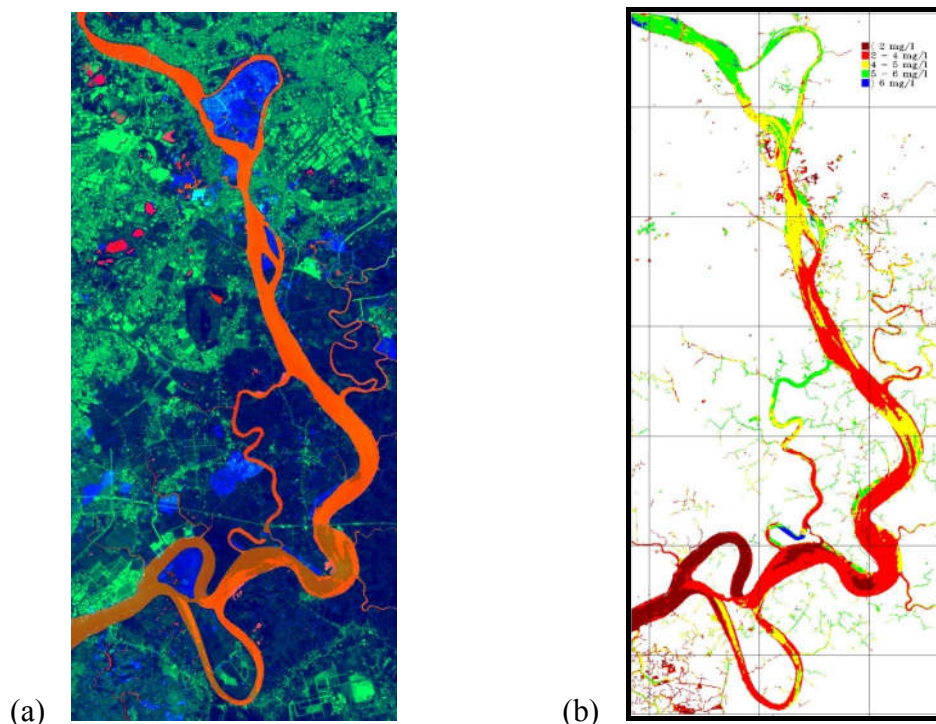 ⟨ 2 mg/l
2 - 4 mg/l
4 - 5 mg/l
5 - 6 mg/l
⟩ 6 mg/l
(a)
(b)